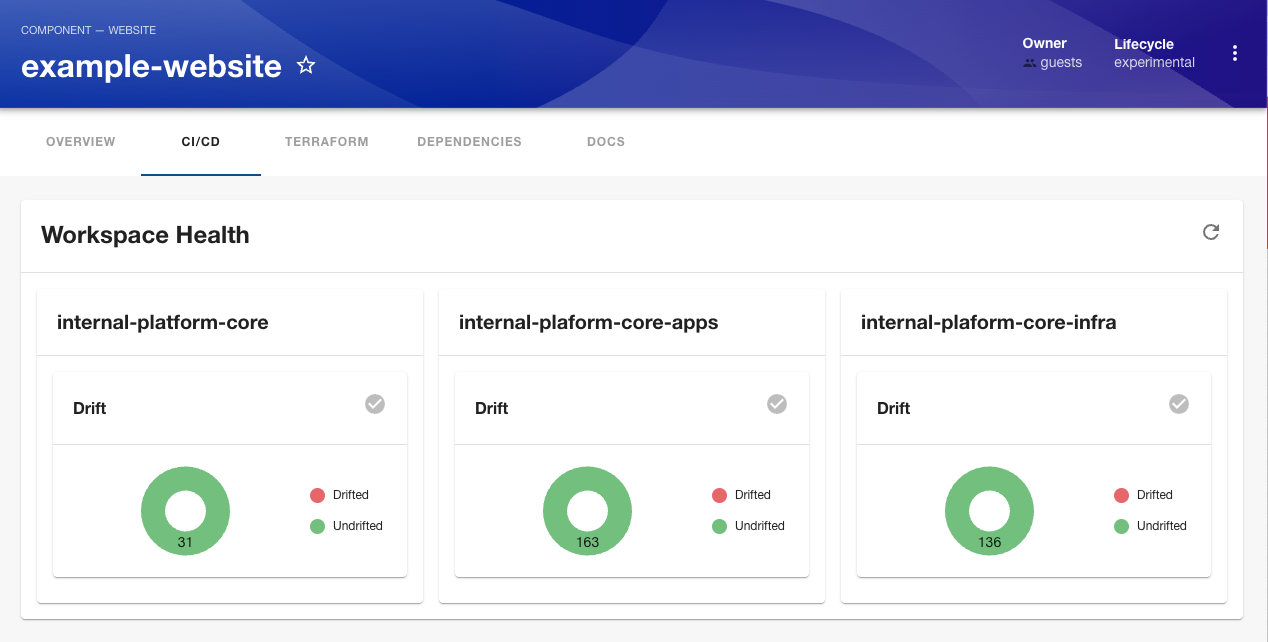 COMPONENT — WEBSITE
example-website
Owner
guests
Lifecycle
experimental
OVERVIEW
CI/CD
TERRAFORM
DEPENDENCIES
DOCS
Workspace Health
internal-platform-core
Drift
31
Drifted
Undrifted
internal-plaform-core-apps
Drift
163
Drifted
Undrifted
internal-plaform-core-infra
Drift
136
Drifted
Undrifted